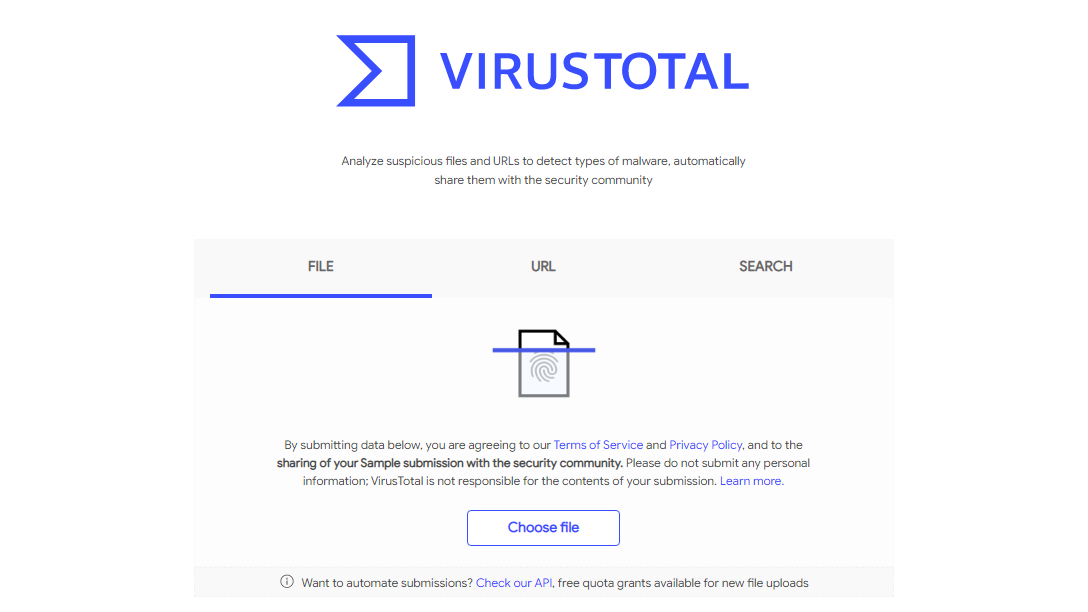 VIRUSTOTAL
Analyze suspicious files and URLs to detect types of malware, automatically
share them with the security community
FILE
URL
SEARCH
By submitting data below, you are agreeing to our Terms of Service and Privacy Policy, and to the
sharing of your Sample submission with the security community. Please do not submit any personal
information; VirusTotal is not responsible for the contents of your submission. Learn more.
Choose file
Want to automate submissions? Check our API, free quota grants available for new file uploads